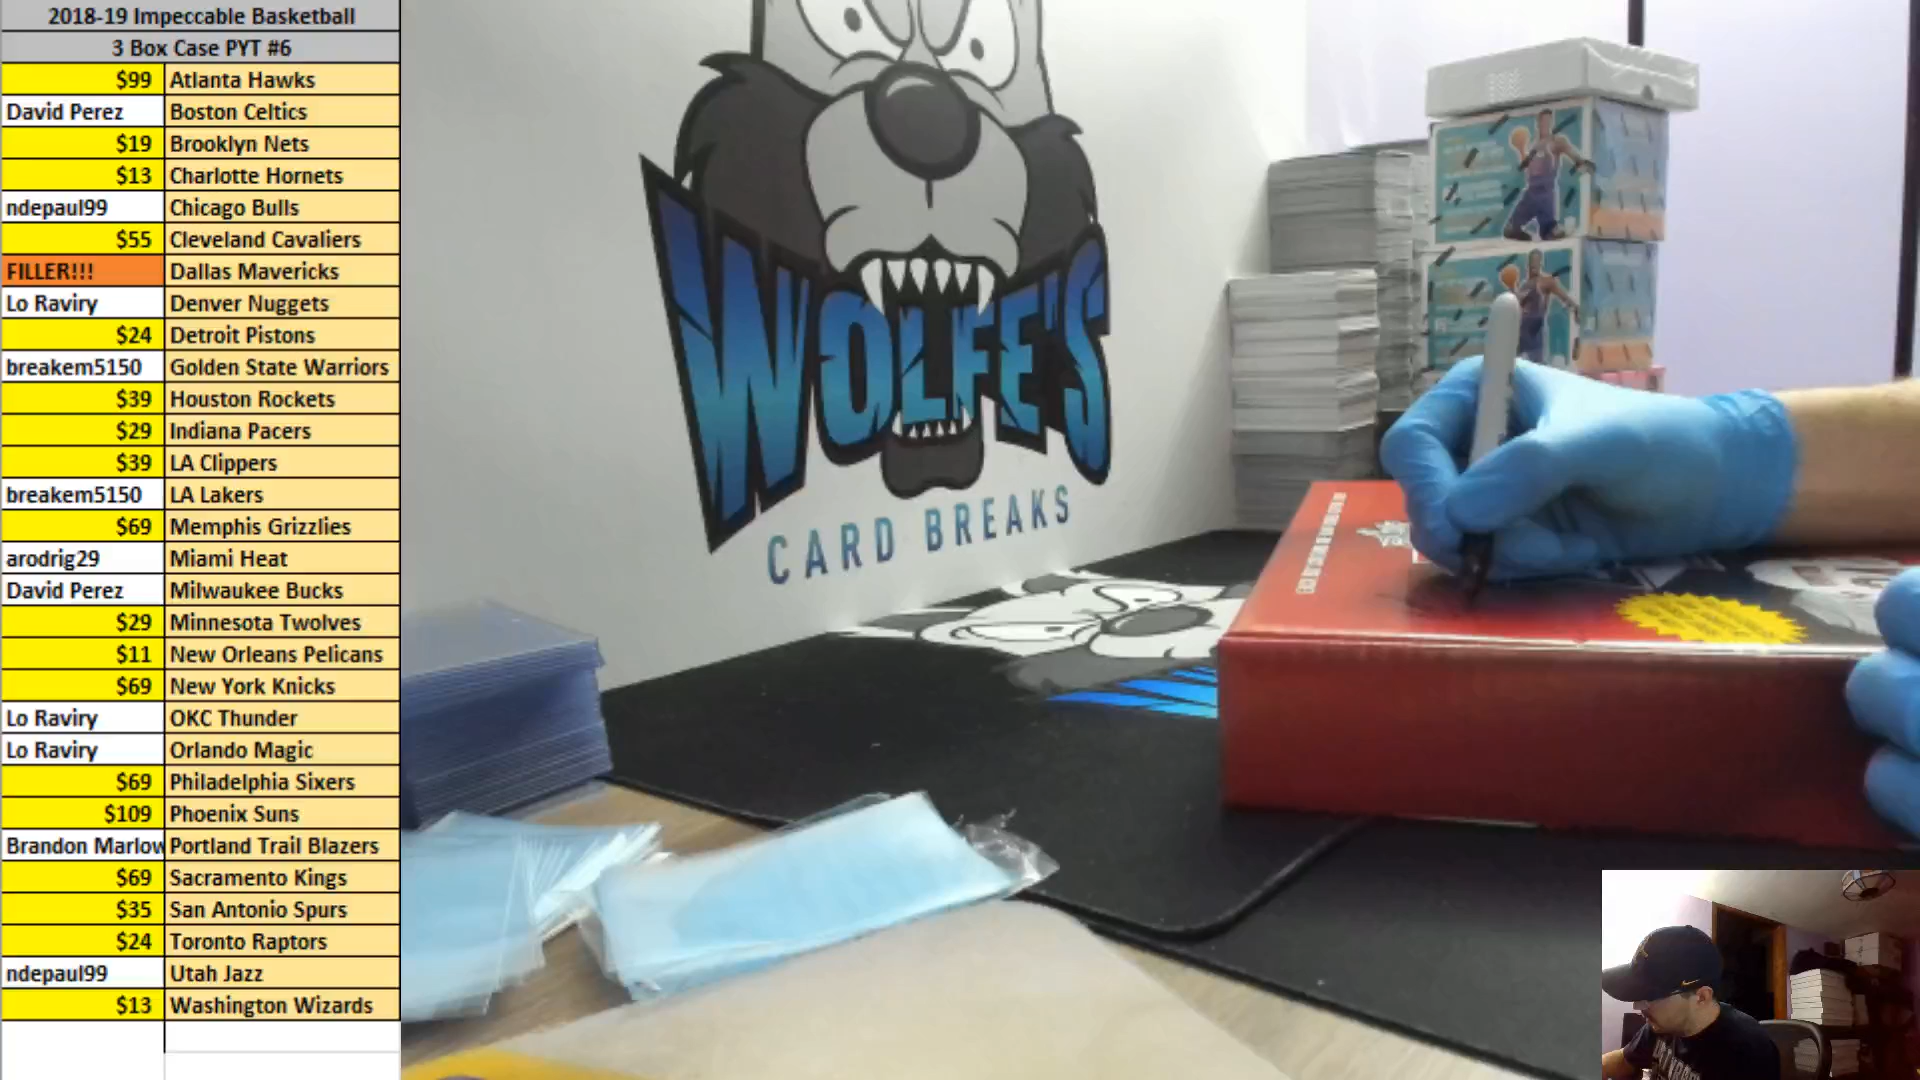 2018-19 Impeccable Basketball
3 Box Case PYT #6
$99 Atlanta Hawks
David Perez Boston Celtics
$19 Brooklyn Nets
$13 Charlotte Hornets
ndepaul99 Chicago Bulls
$55 Cleveland Cavaliers
FILLER!!! Dallas Mavericks
Lo Raviry Denver Nuggets
$24 Detroit Pistons
breakem5150 Golden State Warriors
$39 Houston Rockets
$29 Indiana Pacers
$39 LA Clippers
breakem5150 LA Lakers
$69 Memphis Grizzlies
arodrig29 Miami Heat
David Perez Milwaukee Bucks
$29 Minnesota Twolves
$11 New Orleans Pelicans
$69 New York Knicks
Lo Raviry OKC Thunder
Lo Raviry Orlando Magic
$69 Philadelphia Sixers
$109 Phoenix Suns
Brandon Marlow Portland Trail Blazers
$69 Sacramento Kings
$35 San Antonio Spurs
$24 Toronto Raptors
ndepaul99 Utah Jazz
$13 Washington Wizards
WOLFE'S
CARD BREAKS